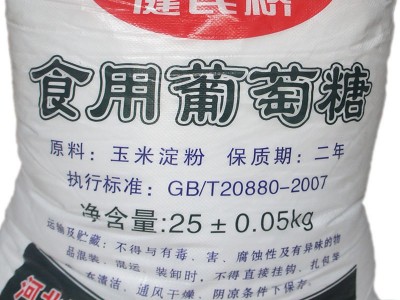 食用葡萄糖
原料：玉米淀粉 保质期：二年
执行标准：GB/T20880-2007
净含量:25±0.05kg
运输及贮藏：不得与有毒、害、腐蚀性及有异味的物
品混装、混运、装卸时，不得直接挂钩、扎包导
在清洁、通风干燥、阴凉条件下保存。
河北